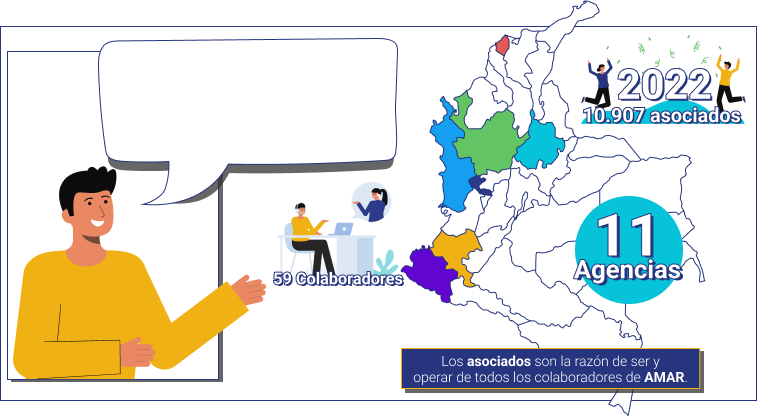 2022
10.907 asociados
11
Agencias
59 Colaboradores
Los asociados son la razón de ser y
operar de todos los colaboradores de AMAR.